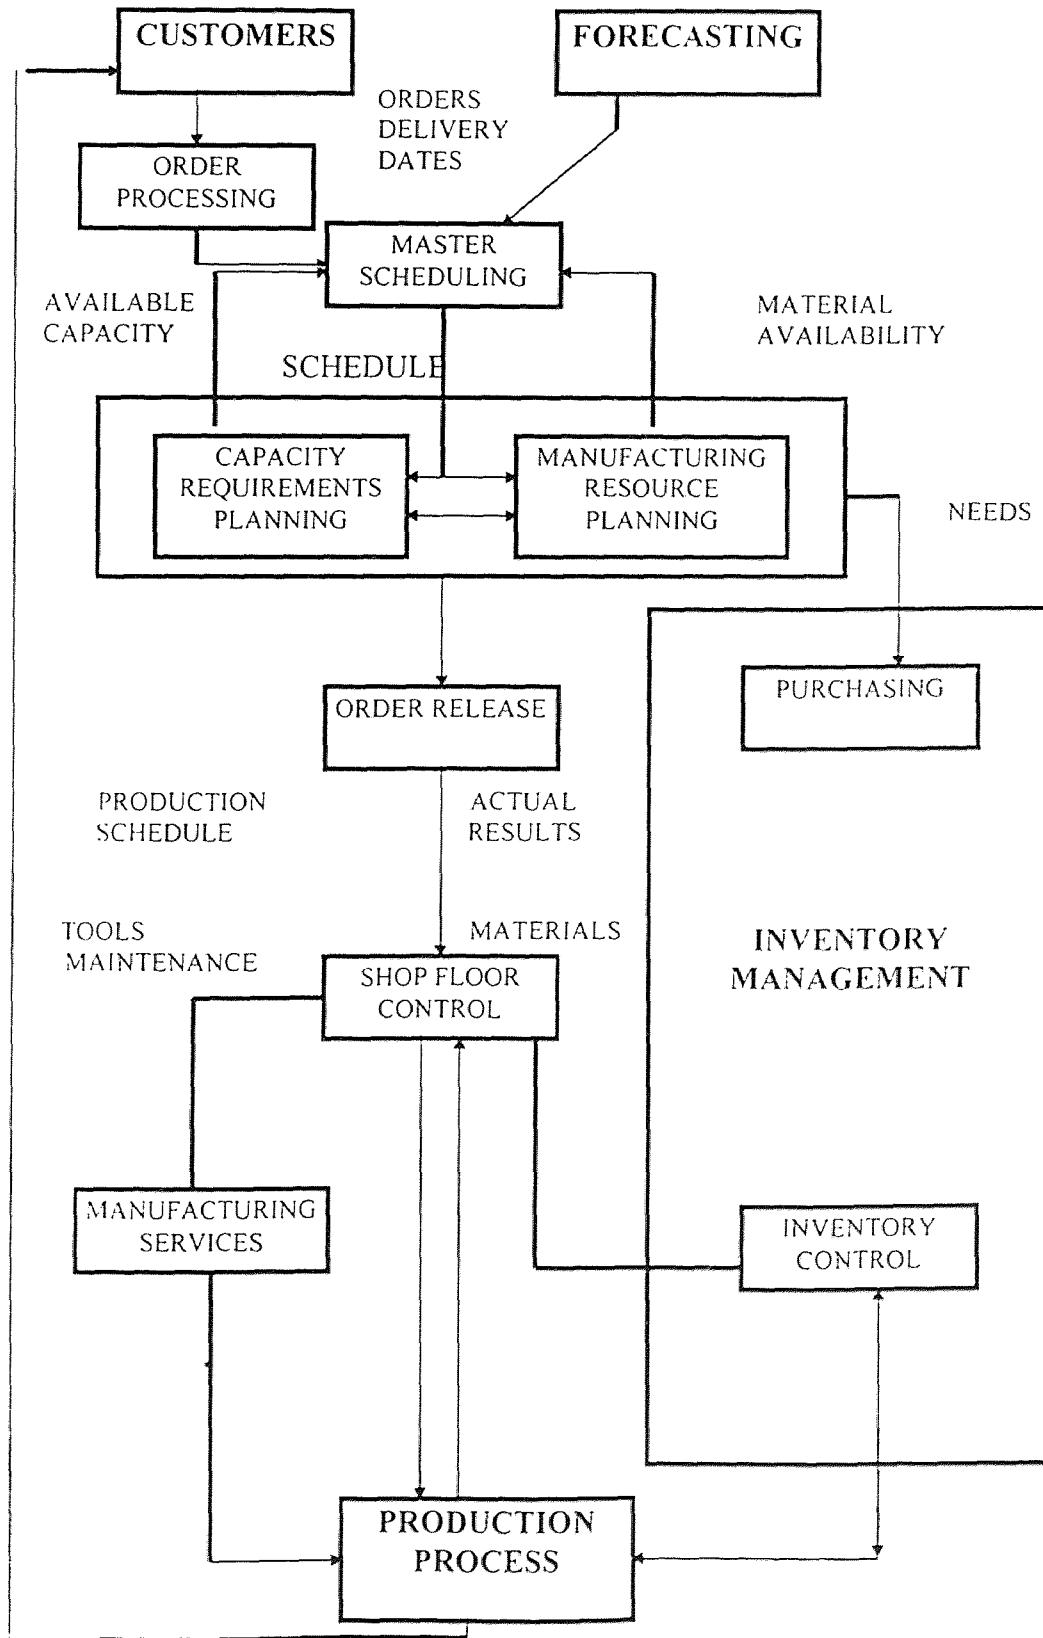 CUSTOMERS
FORECASTING
ORDERS
DELIVERY
DATES
ORDER
PROCESSING
MASTER
SCHEDULING
AVAILABLE
CAPACITY
MATERIAL
AVAILABILITY
SCHEDULE
CAPACITY
REQUIREMENTS
PLANNING
MANUFACTURING
RESOURCE
PLANNING
NEEDS
PURCHASING
ORDER RELEASE
PRODUCTION
SCHEDULE
ACTUAL
RESULTS
TOOLS
MAINTENANCE
MATERIALS
INVENTORY
MANAGEMENT
SHOP FLOOR
CONTROL
MANUFACTURING
SERVICES
INVENTORY
CONTROL
PRODUCTION
PROCESS